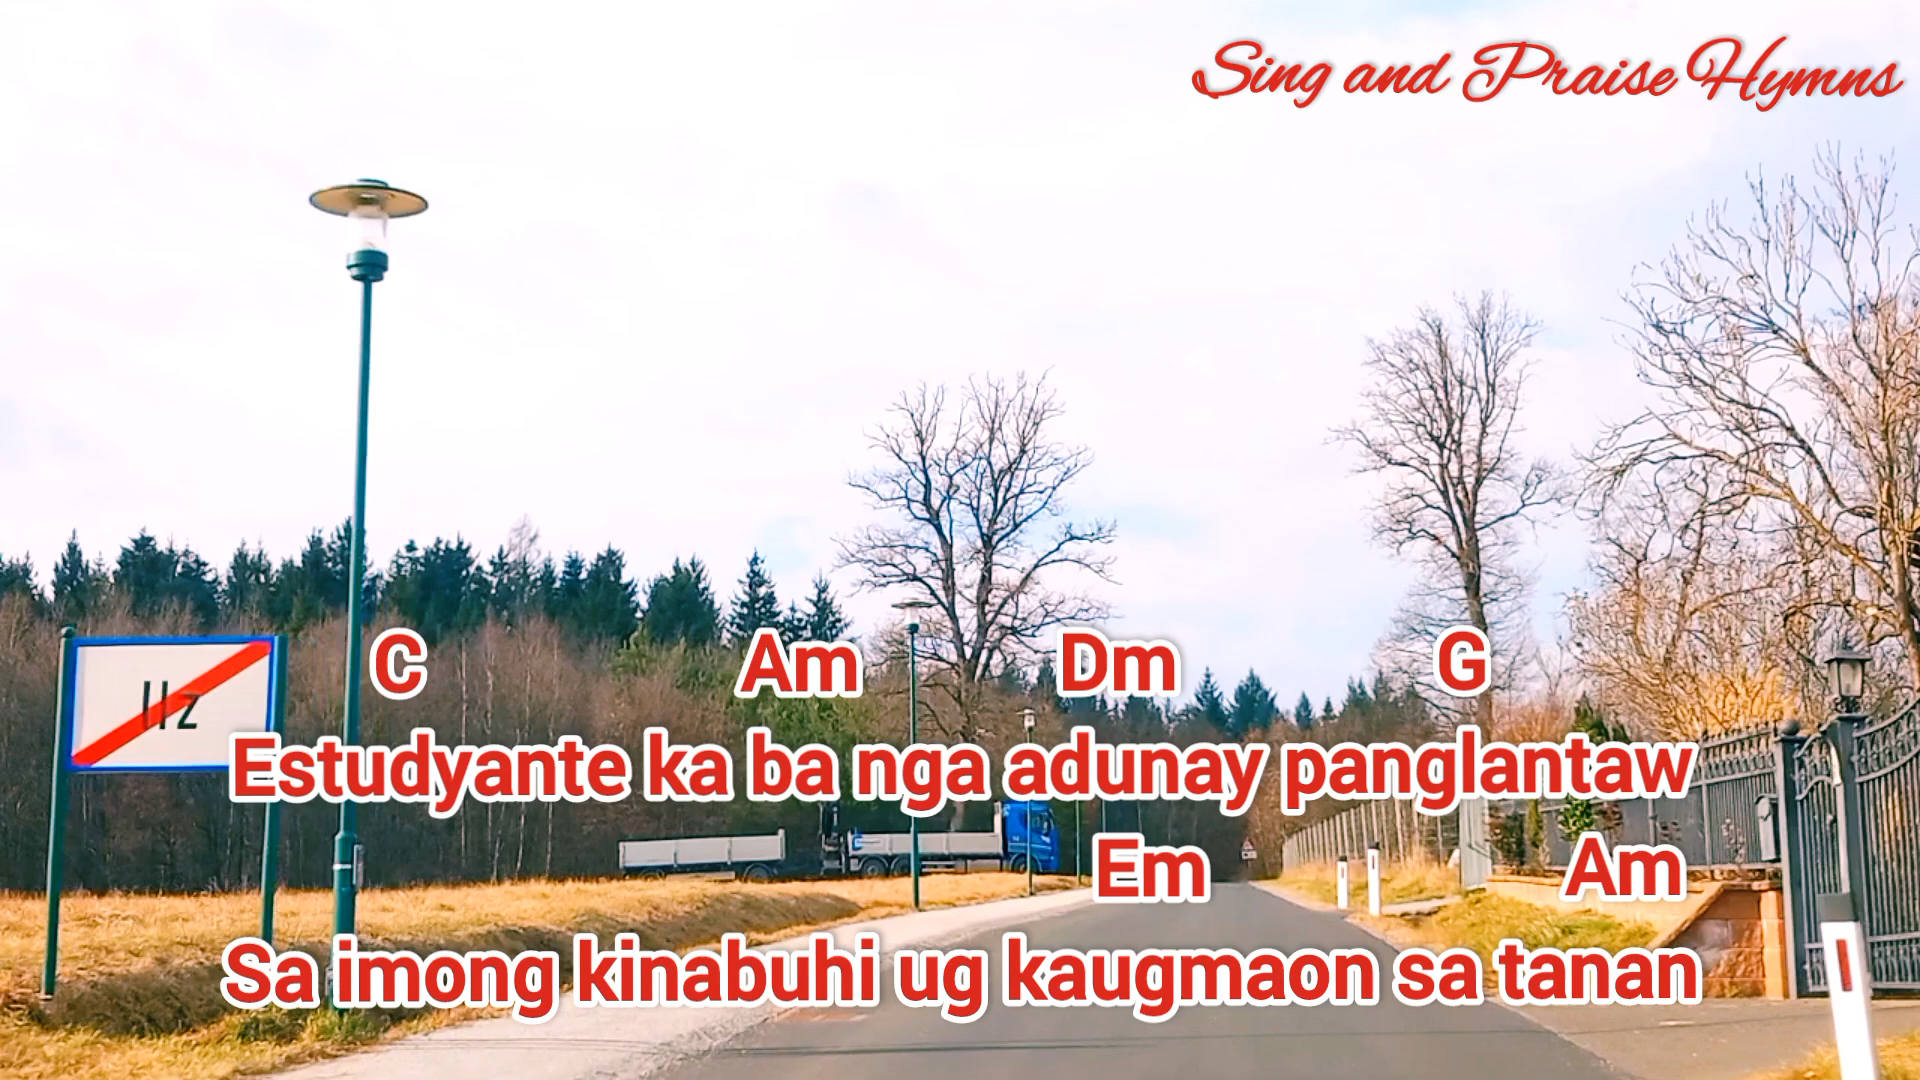 Sing and Praise Hymns
Ilz
C Am Dm G
Estudyante ka ba nga adunay panglantaw
Em Am
Sa imong kinabuhi ug kaugmaon sa tanan